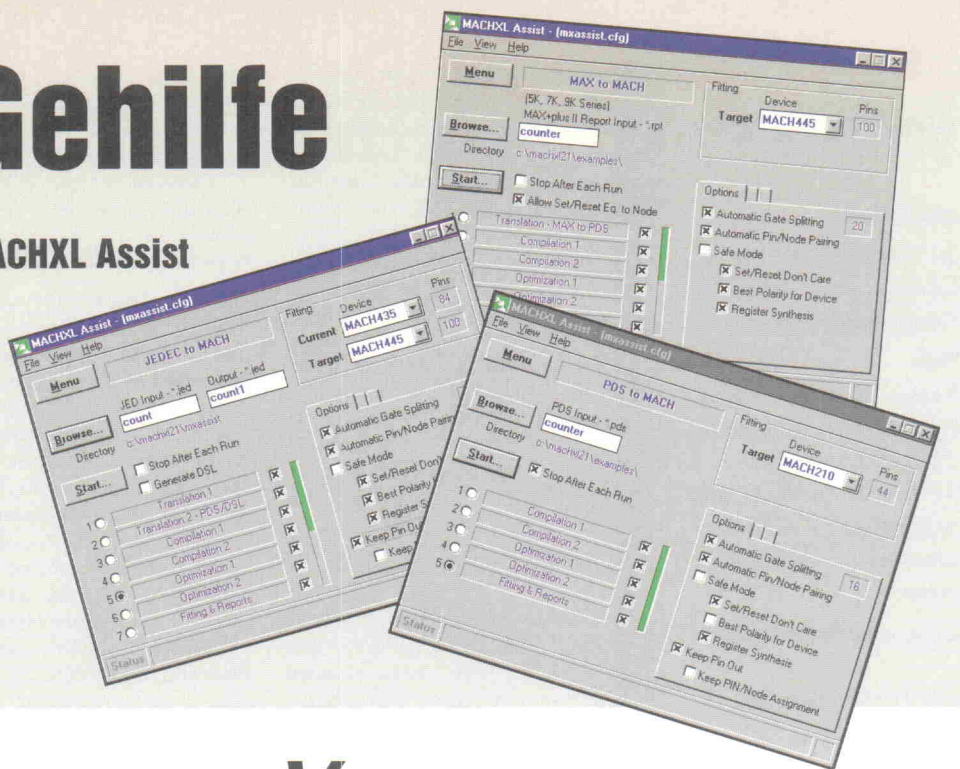 Gehilfe
MACHXL Assist
MACHXL Assist - (mxassist.cfg)
File View Help
Menu
MAX to MACH
(5K, 7K, 9K Series)
MAX+plus II Report Input - *.rpt
Browse...
counter
Directory c:\machxl21\examples\
Start...
Stop After Each Run
Allow Set/Reset Eq. to Node
Translation - MAX to PDS
Compilation 1
Compilation 2
Optimization 1
Optimization 2
Fitting
Device
Pins
Target MACH445 100
Options
Automatic Gate Splitting 20
Automatic Pin/Node Pairing
Safe Mode
Set/Reset Don't Care
Best Polarity for Device
Register Synthesis
MACHXL Assist - (mxassist.cfg)
File View Help
Menu
JEDEC to MACH
JED Input - *.jed Output - *.jed
Browse...
count count1
Directory c:\machxl21\mxassist
Start...
Stop After Each Run
Generate DSL
1 Translation 1
2 Translation 2 - PDS/DSL
3 Compilation 1
4 Compilation 2
5 Optimization 1
6 Optimization 2
7 Fitting & Reports
Status
Fitting
Device
Pins
Current MACH435 84
Target MACH445 100
Options
Automatic Gate Splitting
Automatic Pin/Node
Safe Mode
Set/Reset Don't
Best Polarity
Register S
Keep Pin Out
Keep
MACHXL Assist - (mxassist.cfg)
File View Help
Menu
PDS to MACH
PDS Input - *.pds
Browse...
counter
Directory c:\machxl21\examples\
Start...
Stop After Each Run
1 Compilation 1
2 Compilation 2
3 Optimization 1
4 Optimization 2
5 Fitting & Reports
Status
Fitting
Device
Pins
Target MACH210 44
Options
Automatic Gate Splitting 16
Automatic Pin/Node Pairing
Safe Mode
Set/Reset Don't Care
Best Polarity for Device
Register Synthesis
Keep Pin Out
Keep PIN/Node Assignment